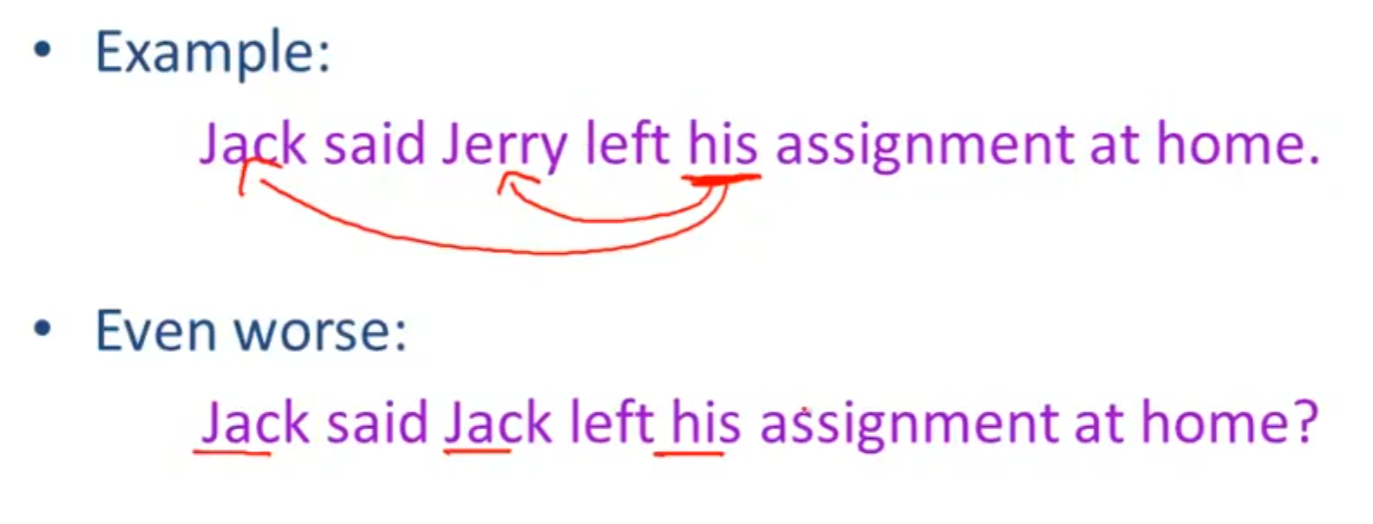 • Example:
Jack said Jerry left his assignment at home.
• Even worse:
Jack said Jack left his assignment at home?